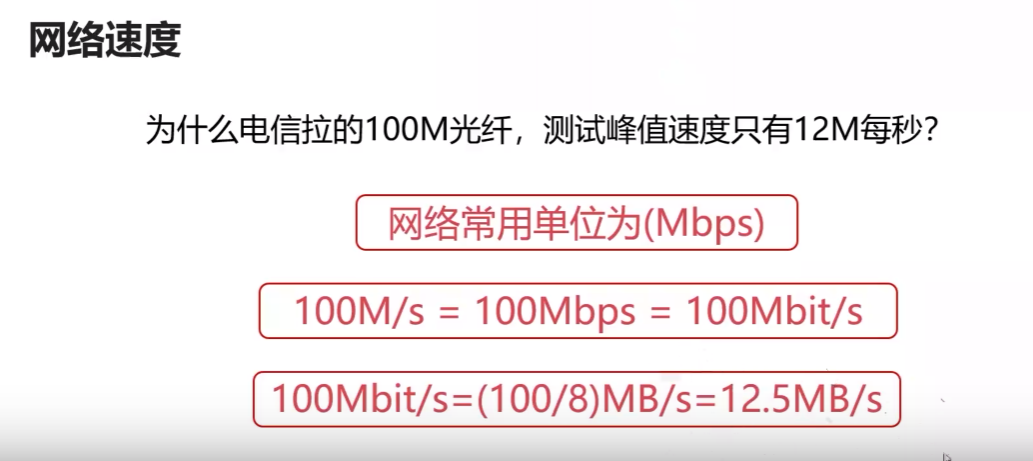 网络速度
为什么电信拉的100M光纤，测试峰值速度只有12M每秒？
网络常用单位为(Mbps)
100M/s = 100Mbps = 100Mbit/s
100Mbit/s=(100/8)MB/s=12.5MB/s